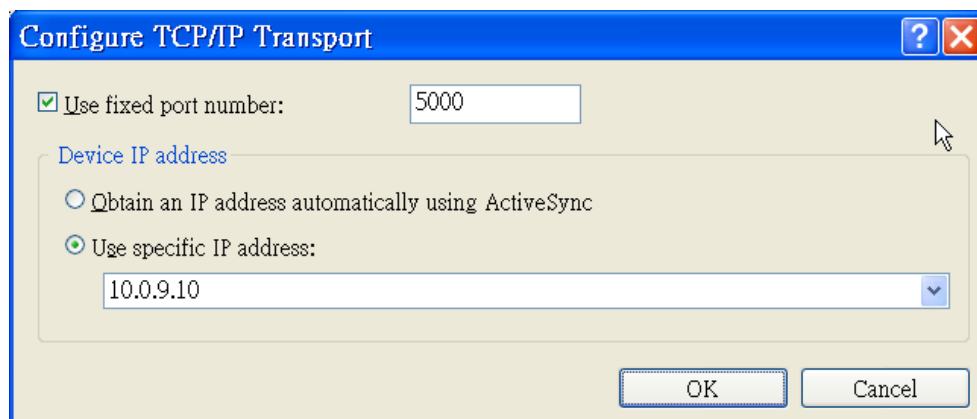 Configure TCP/IP Transport
Use fixed port number: 5000
Device IP address
Obtain an IP address automatically using ActiveSync
Use specific IP address:
10.0.9.10
OK Cancel